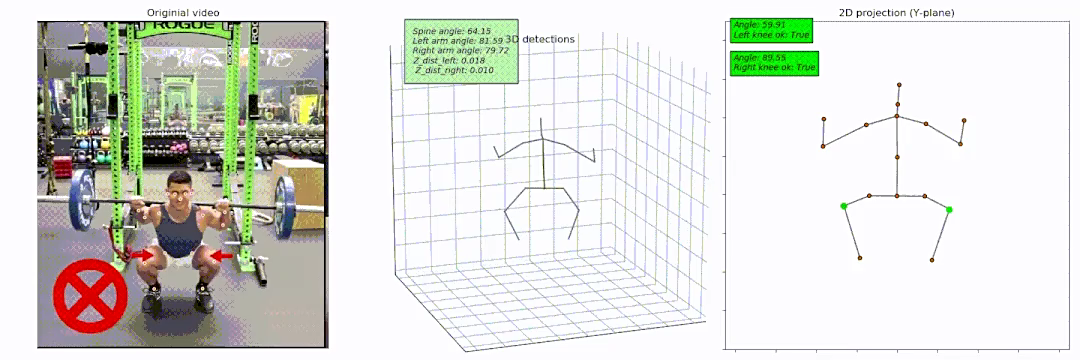 Originial video
ROGUE
Spine angle: 64.15
Left arm angle: 81.59
Right arm angle: 79.72
Z_dist_left: 0.018
Z_dist_right: 0.010
3D detections
2D projection (Y-plane)
Angle: 59.91
Left knee ok: True
Angle: 89.55
Right knee ok: True